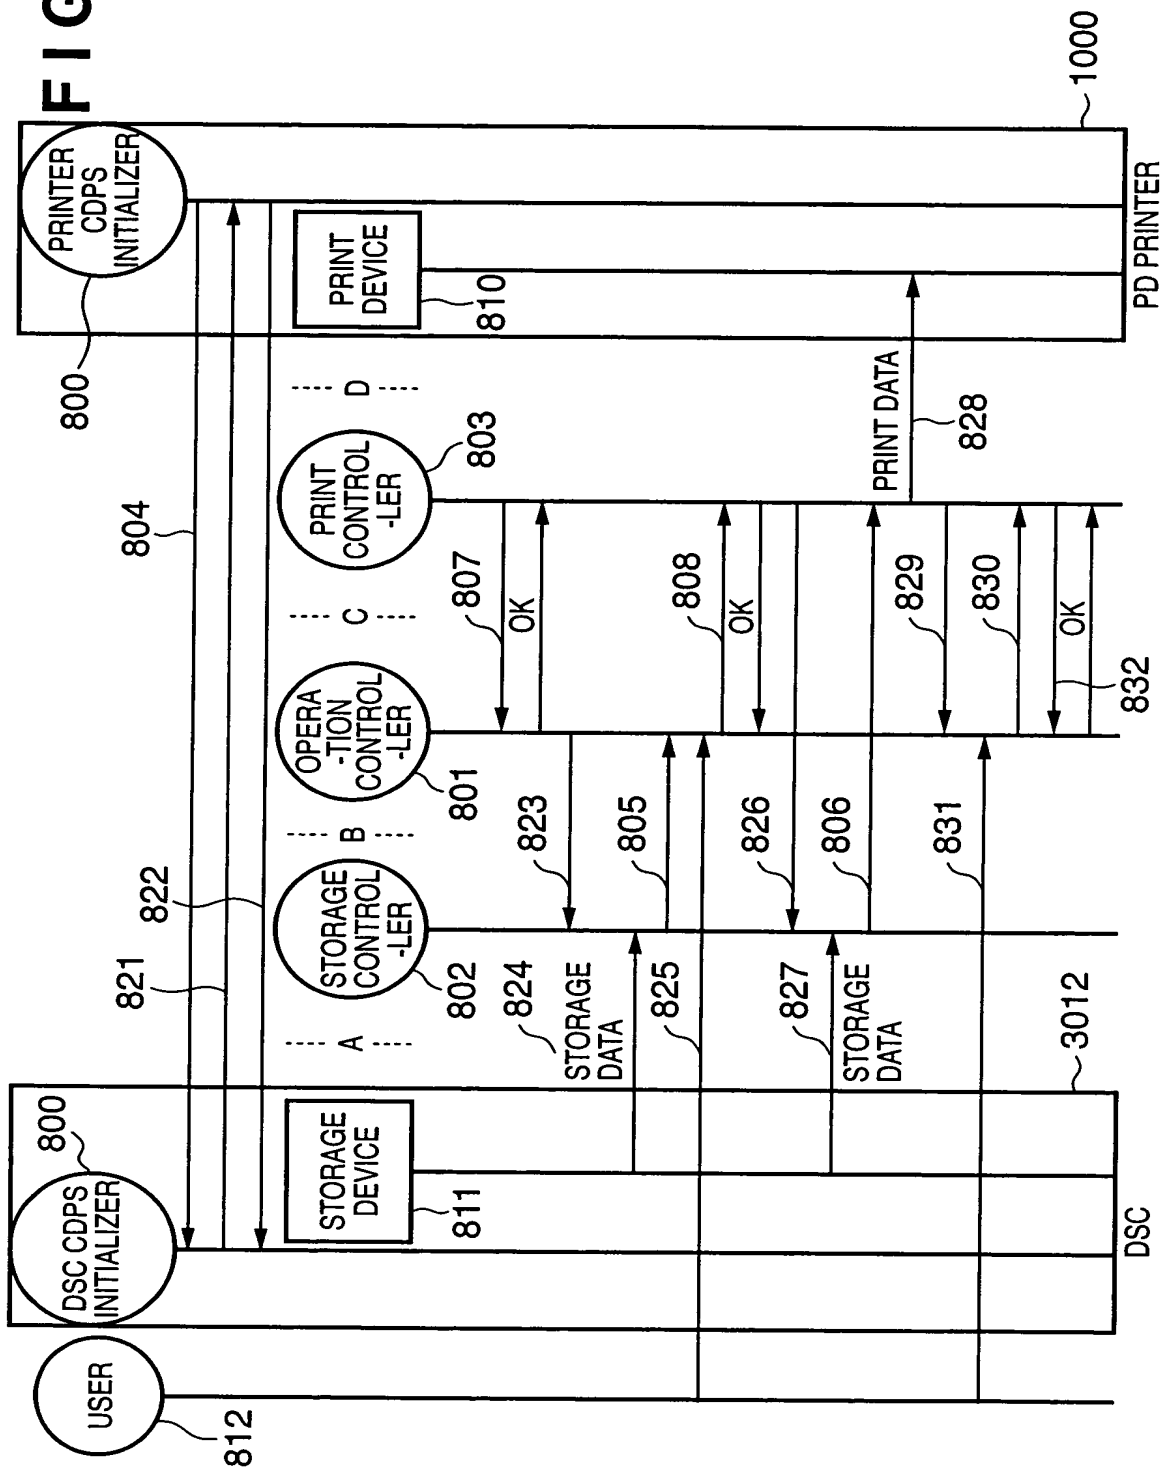 FIG
USER
812
DSC CDPS
INITIALIZER
800
PRINTER
CDPS
INITIALIZER
800
804
821
822
STORAGE
DEVICE
811
A
STORAGE
CONTROL
-LER
802
B
OPERA
-TION
CONTROL
-LER
801
C
PRINT
CONTROL
-LER
803
D
PRINT
DEVICE
810
807
OK
823
824
STORAGE
DATA
805
825
808
OK
826
827
STORAGE
DATA
806
PRINT DATA
828
829
831
830
OK
832
DSC
3012
PD PRINTER
1000